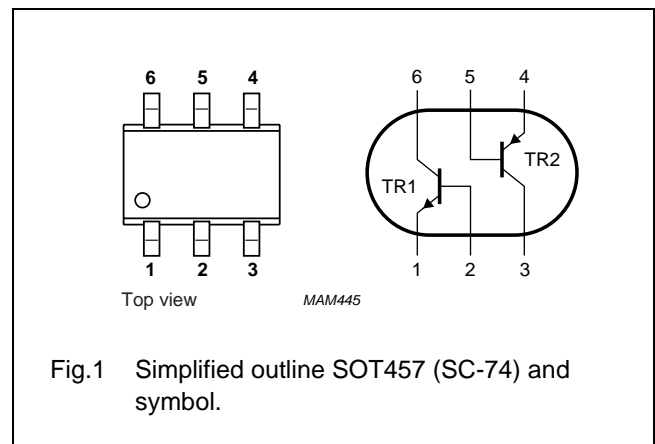 6 5 4
6 5 4
TR2
TR1
1 2 3
1 2 3
Top view
MAM445
Fig.1 Simplified outline SOT457 (SC-74) and
symbol.